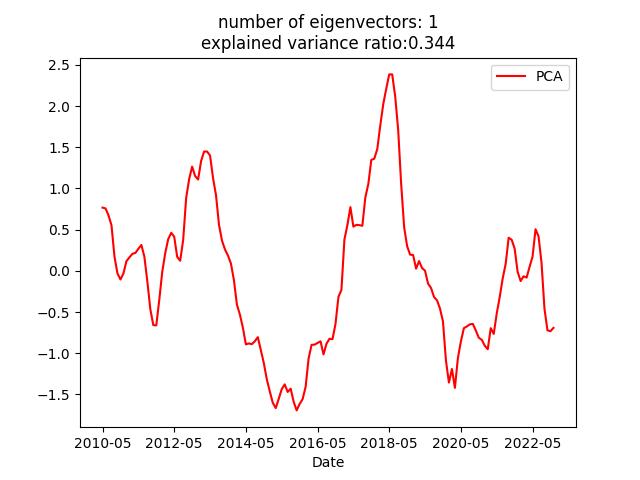 number of eigenvectors: 1
explained variance ratio:0.344
PCA
2.5
2.0
1.5
1.0
0.5
0.0
−0.5
−1.0
−1.5
2010-05 2012-05 2014-05 2016-05 2018-05 2020-05 2022-05
Date